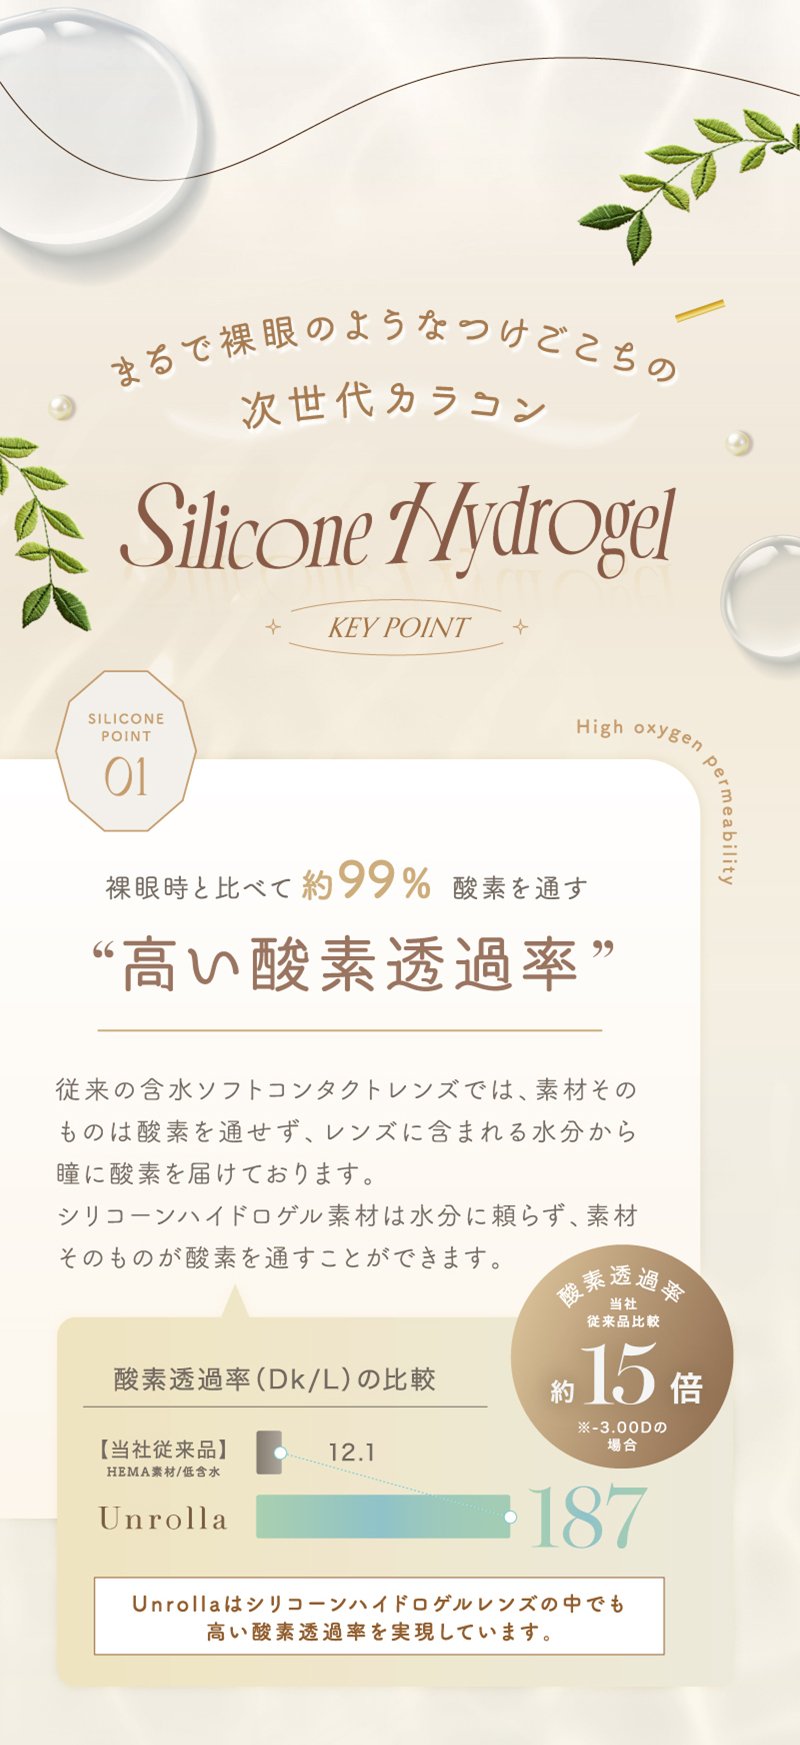 まるで裸眼のようなつけごこちの
次世代カラコン
Silicone Hydrogel
KEY POINT
SILICONE
POINT
01
High oxygen permeability
裸眼時と比べて約99% 酸素を通す
“高い酸素透過率”
従来の含水ソフトコンタクトレンズでは、素材その
ものは酸素を通せず、レンズに含まれる水分から
瞳に酸素を届けております。
シリコーンハイドロゲル素材は水分に頼らず、素材
そのものが酸素を通すことができます。
酸素透過率
当社
従来品比較
約15倍
※-3.00Dの
場合
酸素透過率(Dk/L)の比較
【当社従来品】
HEMA素材/低含水
12.1
Unrolla
187
Unrollaはシリコーンハイドロゲルレンズの中でも
高い酸素透過率を実現しています。